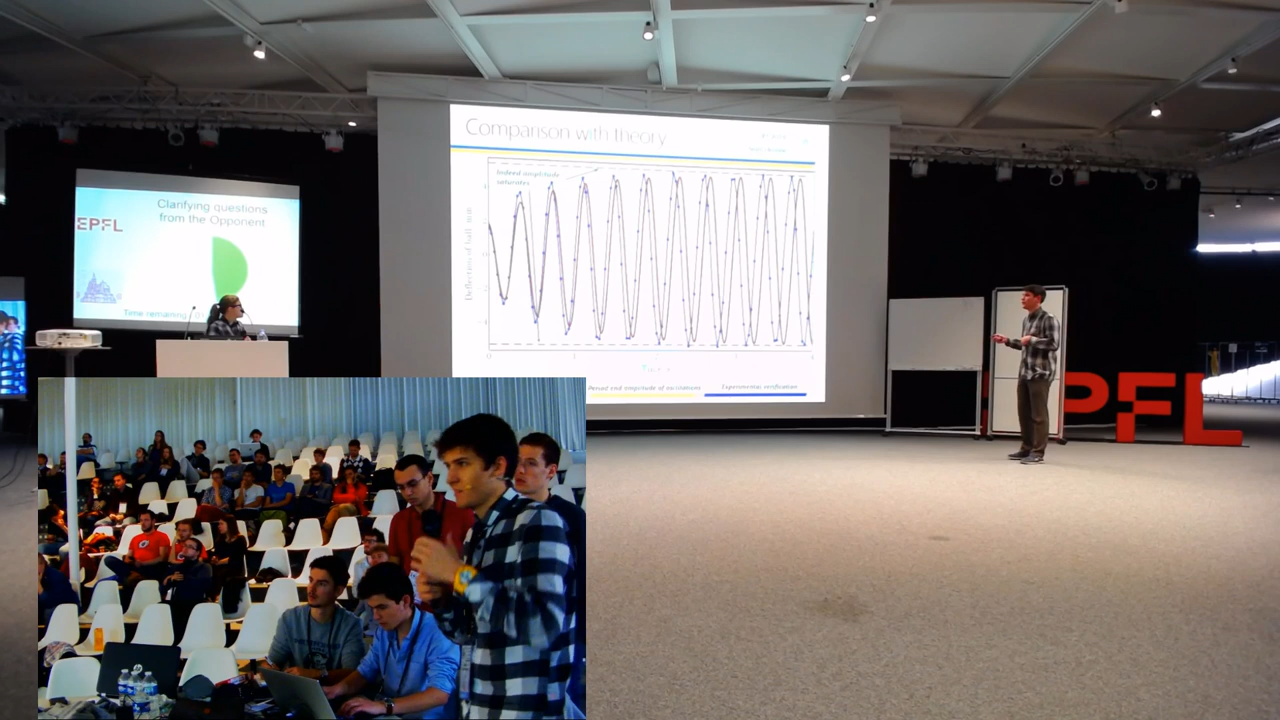 Clarifying questions
from the Opponent
EPFL
Time remaining
Comparison with theory
Indeed amplitude
saturates
0
Period and amplitude of oscillations
Experimental verification
EPFL